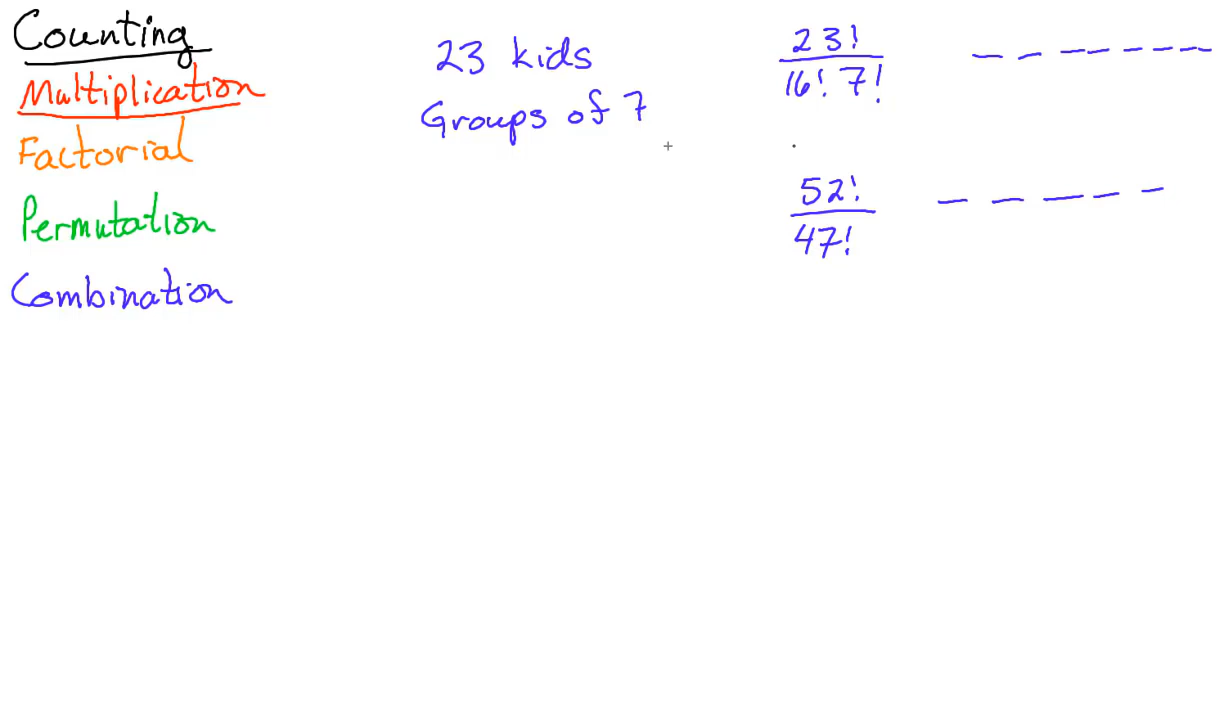 Counting
Multiplication
Factorial
Permutation
Combination
23 kids
Groups of 7
23!
16! 7!
52!
47!